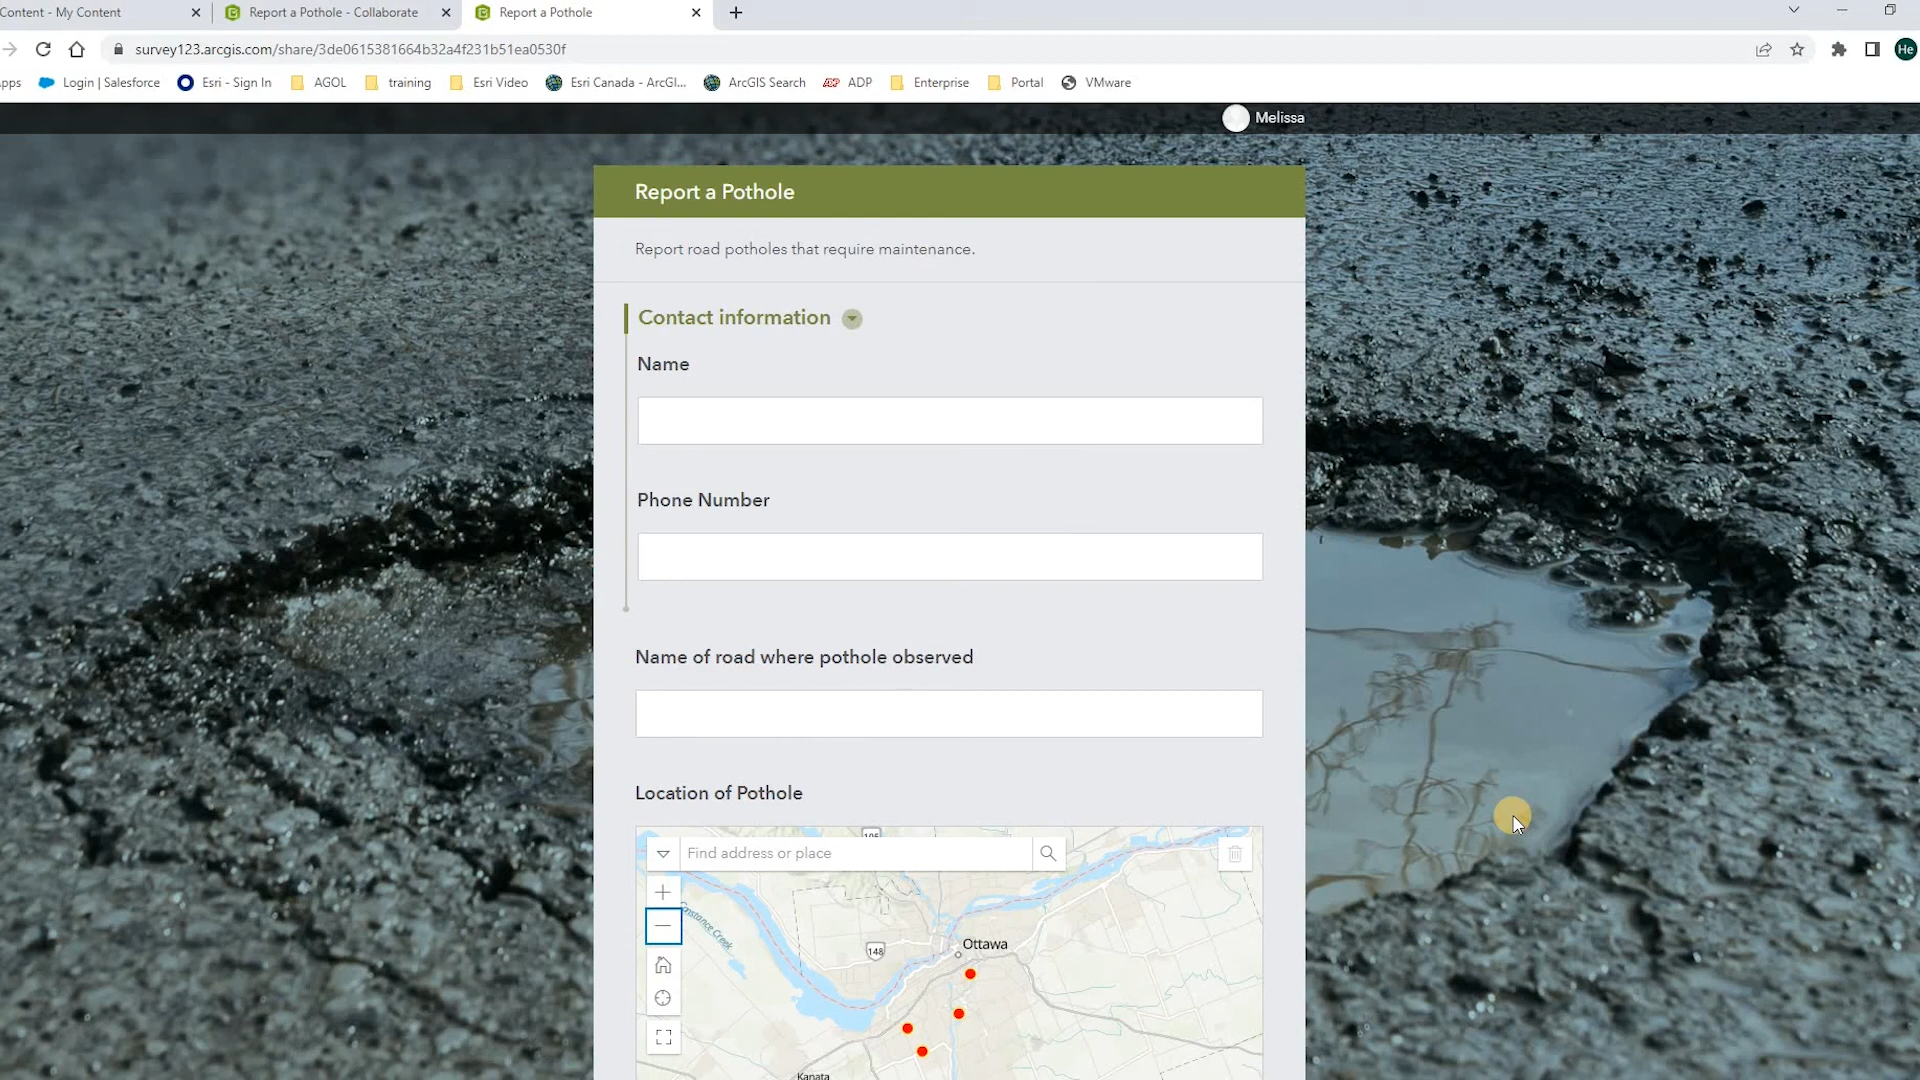 Content - My Content
Report a Pothole - Collaborate
Report a Pothole
survey123.arcgis.com/share/3de0615381664b32a4f231b51ea0530f
He
pps
Login | Salesforce
Esri - Sign In
AGOL
training
Esri Video
Esri Canada - ArcGI...
ArcGIS Search
ADP
Enterprise
Portal
VMware
Melissa
Report a Pothole
Report road potholes that require maintenance.
Contact information
Name
Phone Number
Name of road where pothole observed
Location of Pothole
105
Find address or place
Constance Creek
148
Ottawa
Kanata